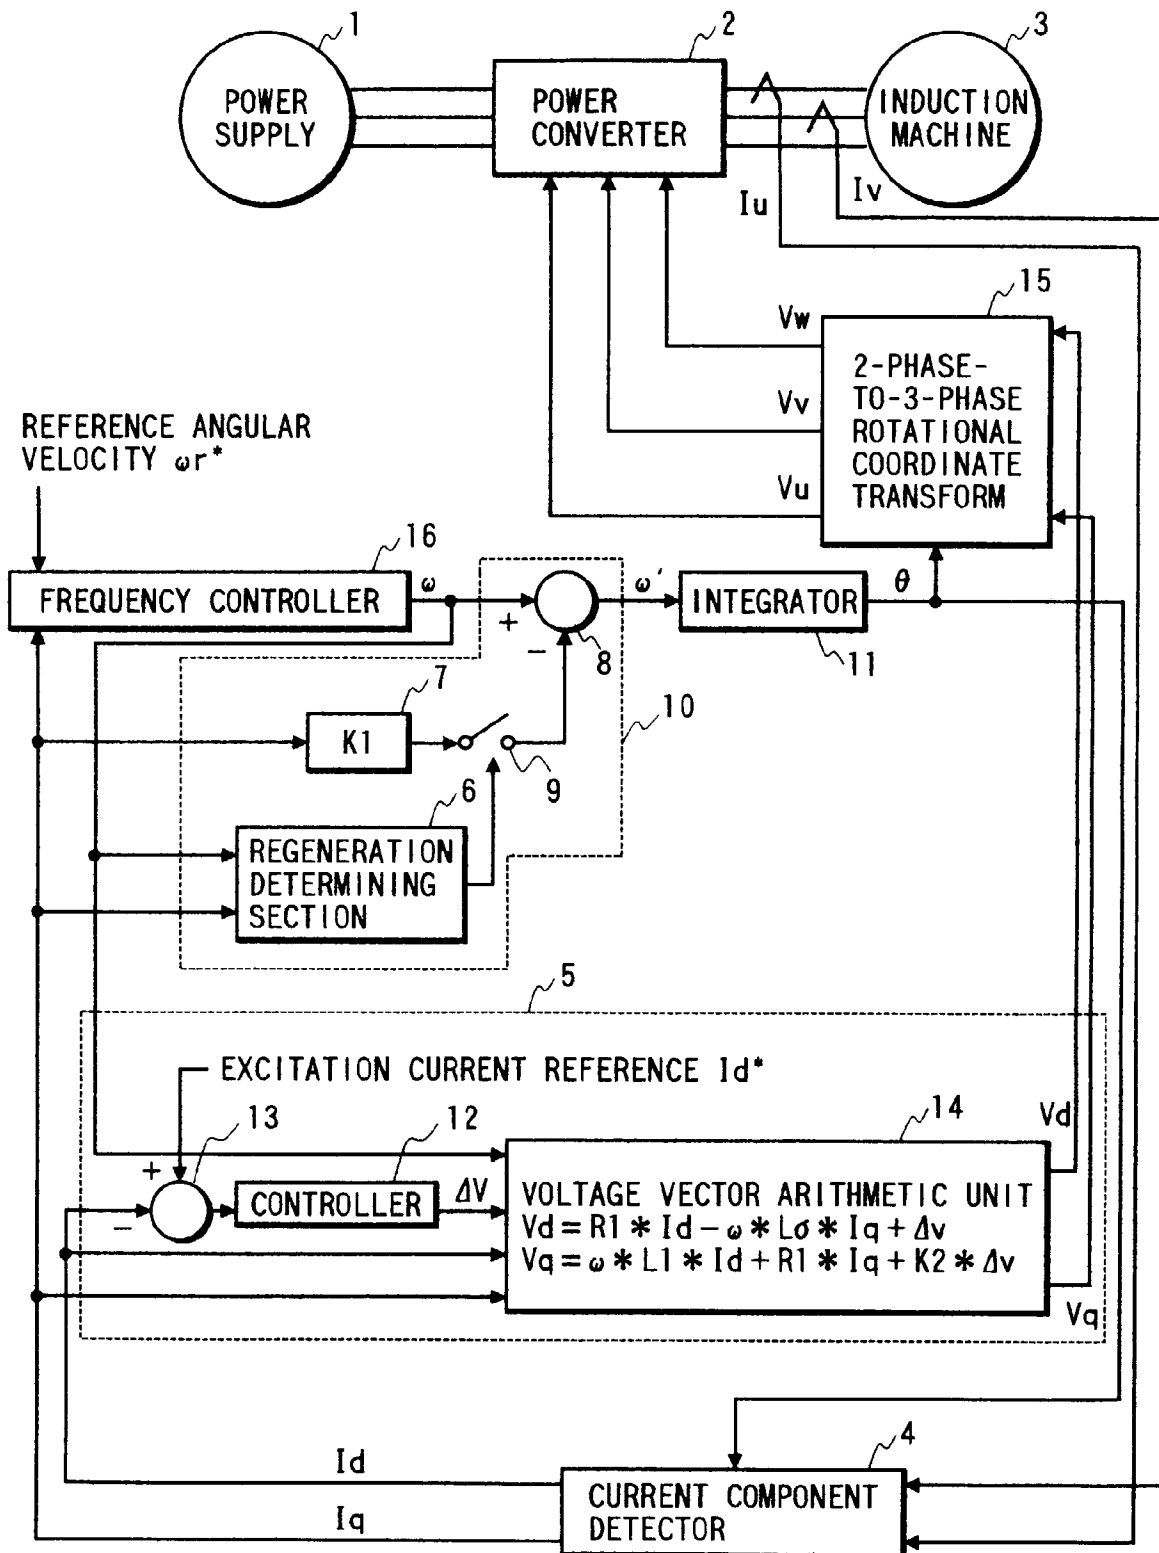 1
2
3
POWER
SUPPLY
POWER
CONVERTER
INDUCTION
MACHINE
Iu
Iv
15
Vw
Vv
Vu
2-PHASE-
TO-3-PHASE
ROTATIONAL
COORDINATE
TRANSFORM
REFERENCE ANGULAR
VELOCITY ωr*
16
FREQUENCY CONTROLLER
ω
+
−
8
ω′
INTEGRATOR
11
θ
7
K1
9
10
6
REGENERATION
DETERMINING
SECTION
5
EXCITATION CURRENT REFERENCE Id*
13
12
14
Vd
+
−
CONTROLLER
ΔV
VOLTAGE VECTOR ARITHMETIC UNIT
Vd = R1 * Id − ω * Lσ * Iq + Δv
Vq = ω * L1 * Id + R1 * Iq + K2 * Δv
Vq
4
Id
Iq
CURRENT COMPONENT
DETECTOR